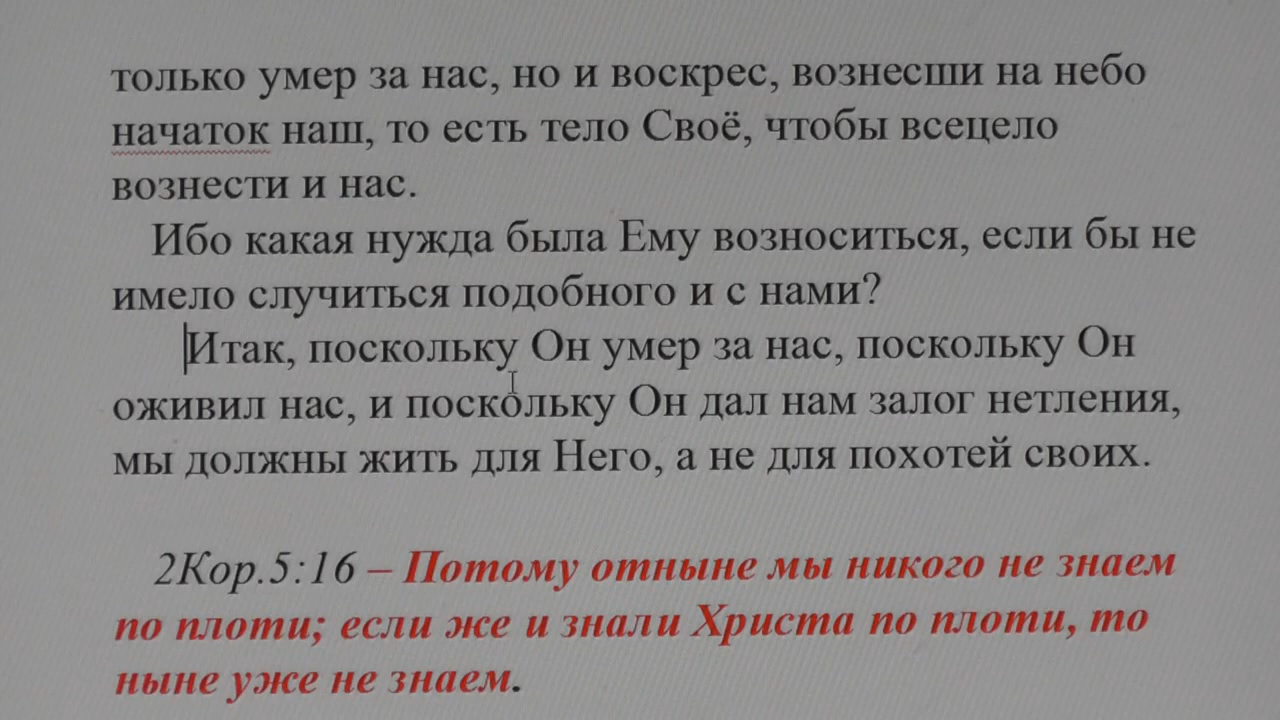 только умер за нас, но и воскрес, вознесши на небо
начаток наш, то есть тело Своё, чтобы всецело
вознести и нас.
Ибо какая нужда была Ему возноситься, если бы не
имело случиться подобного и с нами?
Итак, поскольку Он умер за нас, поскольку Он
оживил нас, и поскольку Он дал нам залог нетления,
мы должны жить для Него, а не для похотей своих.
2Кор.5:16 – Потому отныне мы никого не знаем
по плоти; если же и знали Христа по плоти, то
ныне уже не знаем.